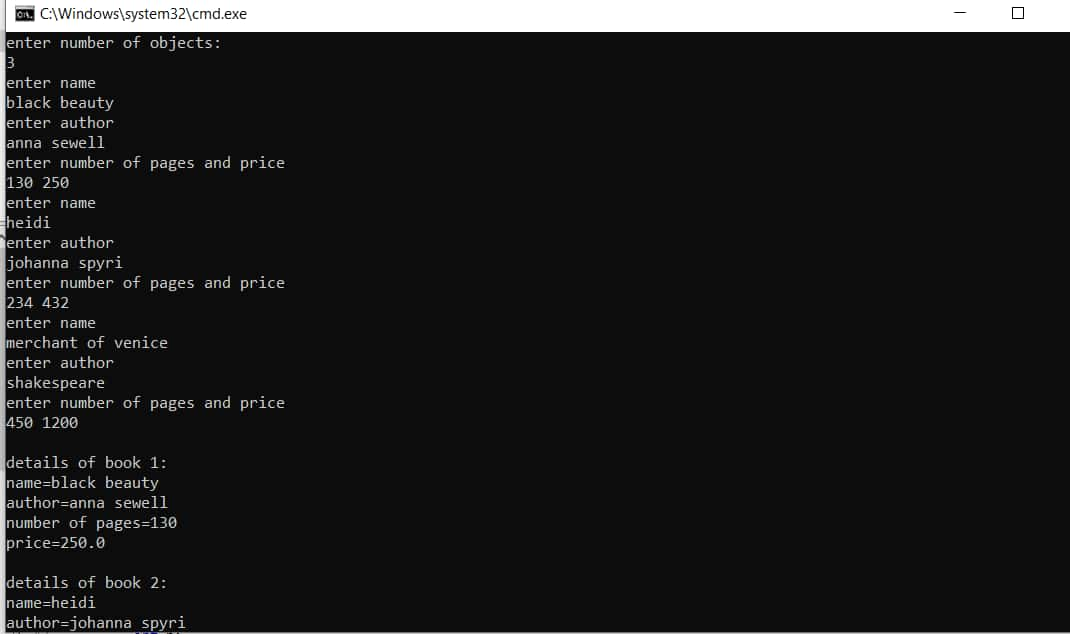 C:\Windows\system32\cmd.exe
enter number of objects:
3
enter name
black beauty
enter author
anna sewell
enter number of pages and price
130 250
enter name
heidi
enter author
johanna spyri
enter number of pages and price
234 432
enter name
merchant of venice
enter author
shakespeare
enter number of pages and price
450 1200

details of book 1:
name=black beauty
author=anna sewell
number of pages=130
price=250.0

details of book 2:
name=heidi
author=johanna spyri